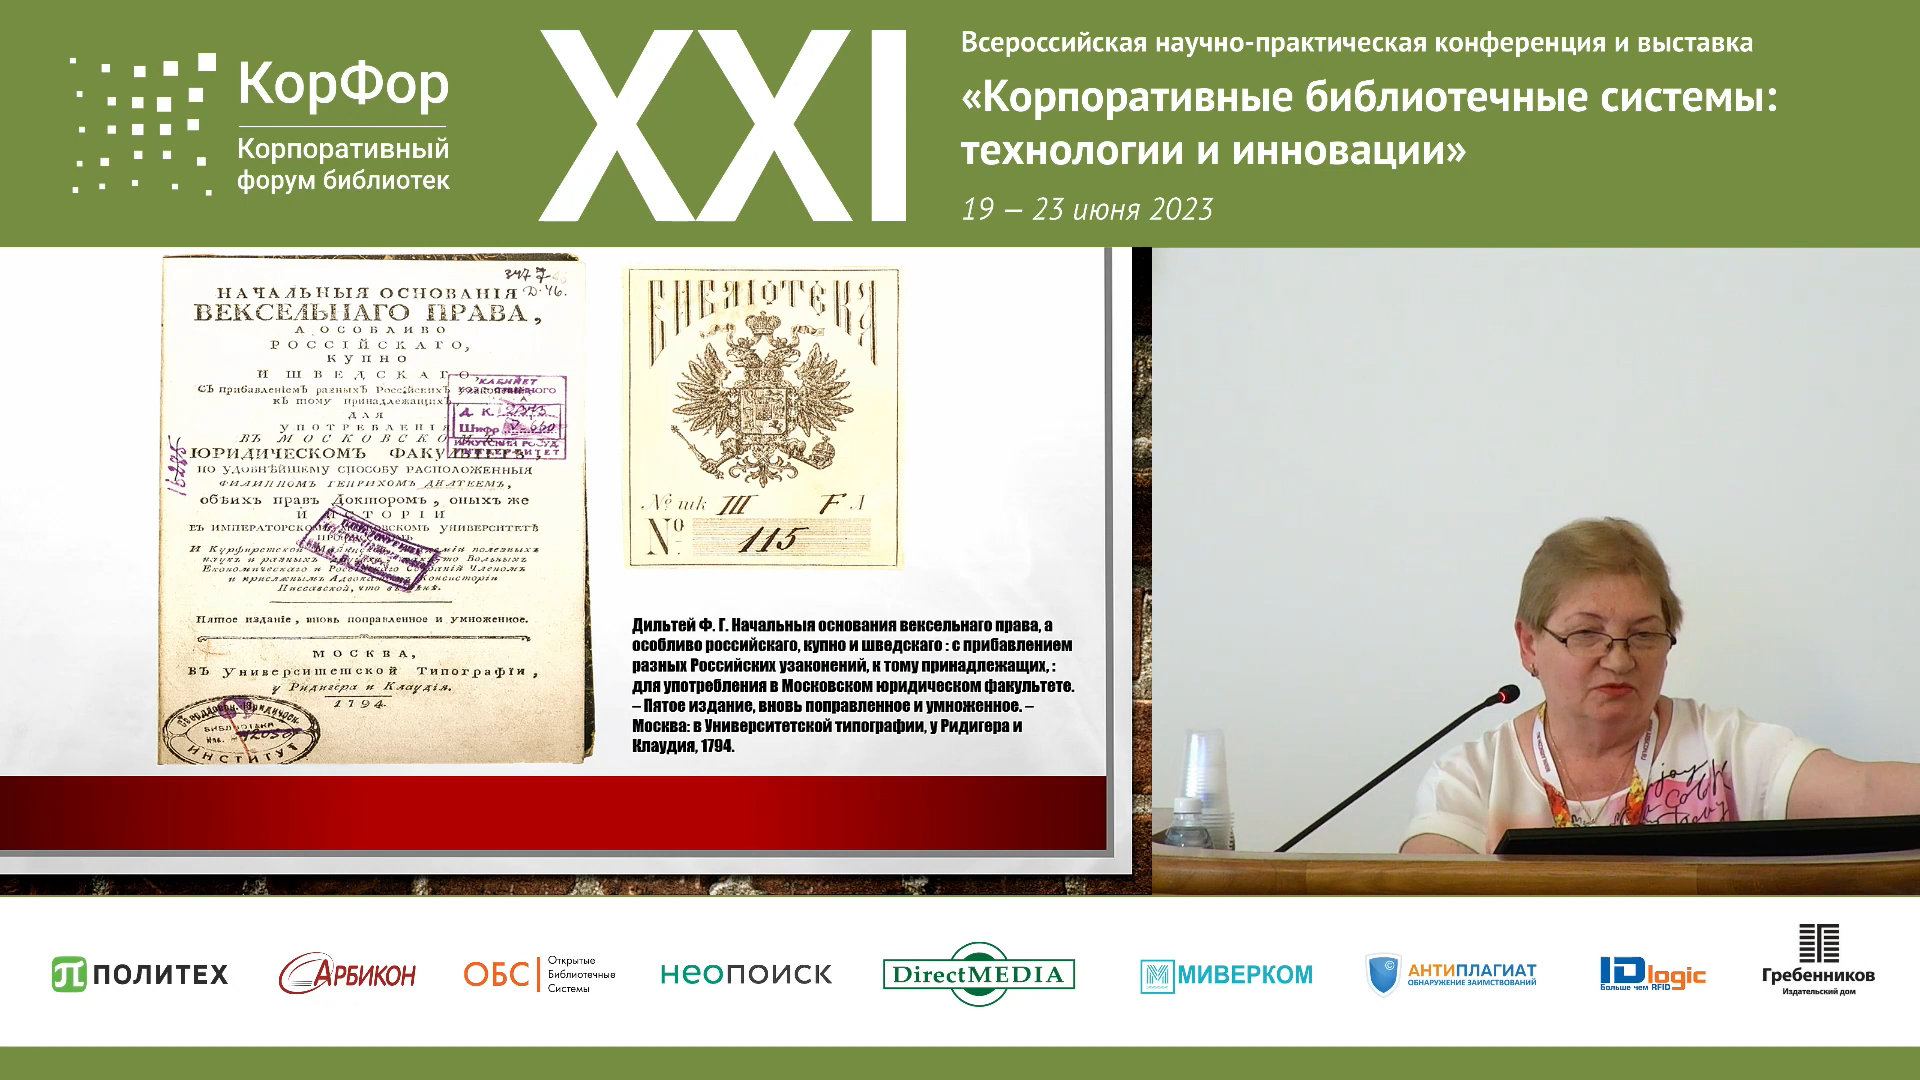 КорФор
Корпоративный
форум библиотек
XXI
Всероссийская научно-практическая конференция и выставка
«Корпоративные библиотечные системы:
технологии и инновации»
19 — 23 июня 2023
НАЧАЛЬНЫЯ ОСНОВАНІЯ
ВЕКСЕЛЬНАГО ПРАВА,
А ОСОБЛИВО
РОССІЙСКАГО,
КУПНО
И ШВЕДСКАГО
Съ прибавленіемъ разныхъ Россійскихъ
къ тому принадлежащихъ
ДЛЯ
УПОТРЕБЛЕНІЯ
ВЪ МОСКОВСКОМЪ
ЮРИДИЧЕСКОМЪ
ПО УДОБНѢЙШЕМУ СПОСОБУ РАСПОЛОЖЕННЫЯ
ФИЛИППОМЪ ГЕНРИХОМЪ ДИЛТЕЕМЪ,
обѣихъ правъ Докторомъ, оныхъ же
И ИСТОРІИ
Пятое изданіе, вновь поправленное и умноженное.
МОСКВА,
Въ Университетской Типографіи,
у Ридигера и Клаудія.
1794.
КАБИНЕТ
Шифр
ИНСТИТУТ
БИБЛІОТЕКА
№ шк III F Л
№ 115
Дильтей Ф. Г. Начальныя основания вексельнаго права, а
особливо российскаго, купно и шведскаго : с прибавлением
разных Российских узаконений, к тому принадлежащих, :
для употребления в Московском юридическом факультете.
– Пятое издание, вновь поправленное и умноженное. –
Москва: в Университетской типографии, у Ридигера и
Клаудия, 1794.
ПОЛИТЕХ
АРБИКОН
ОБС
Открытые
Библиотечные
Системы
НЕОПОИСК
DirectMEDIA
МИВЕРКОМ
АНТИПЛАГИАТ
ОБНАРУЖЕНИЕ ЗАИМСТВОВАНИЙ
IDlogic
Больше чем RFID
Гребенников
Издательский дом